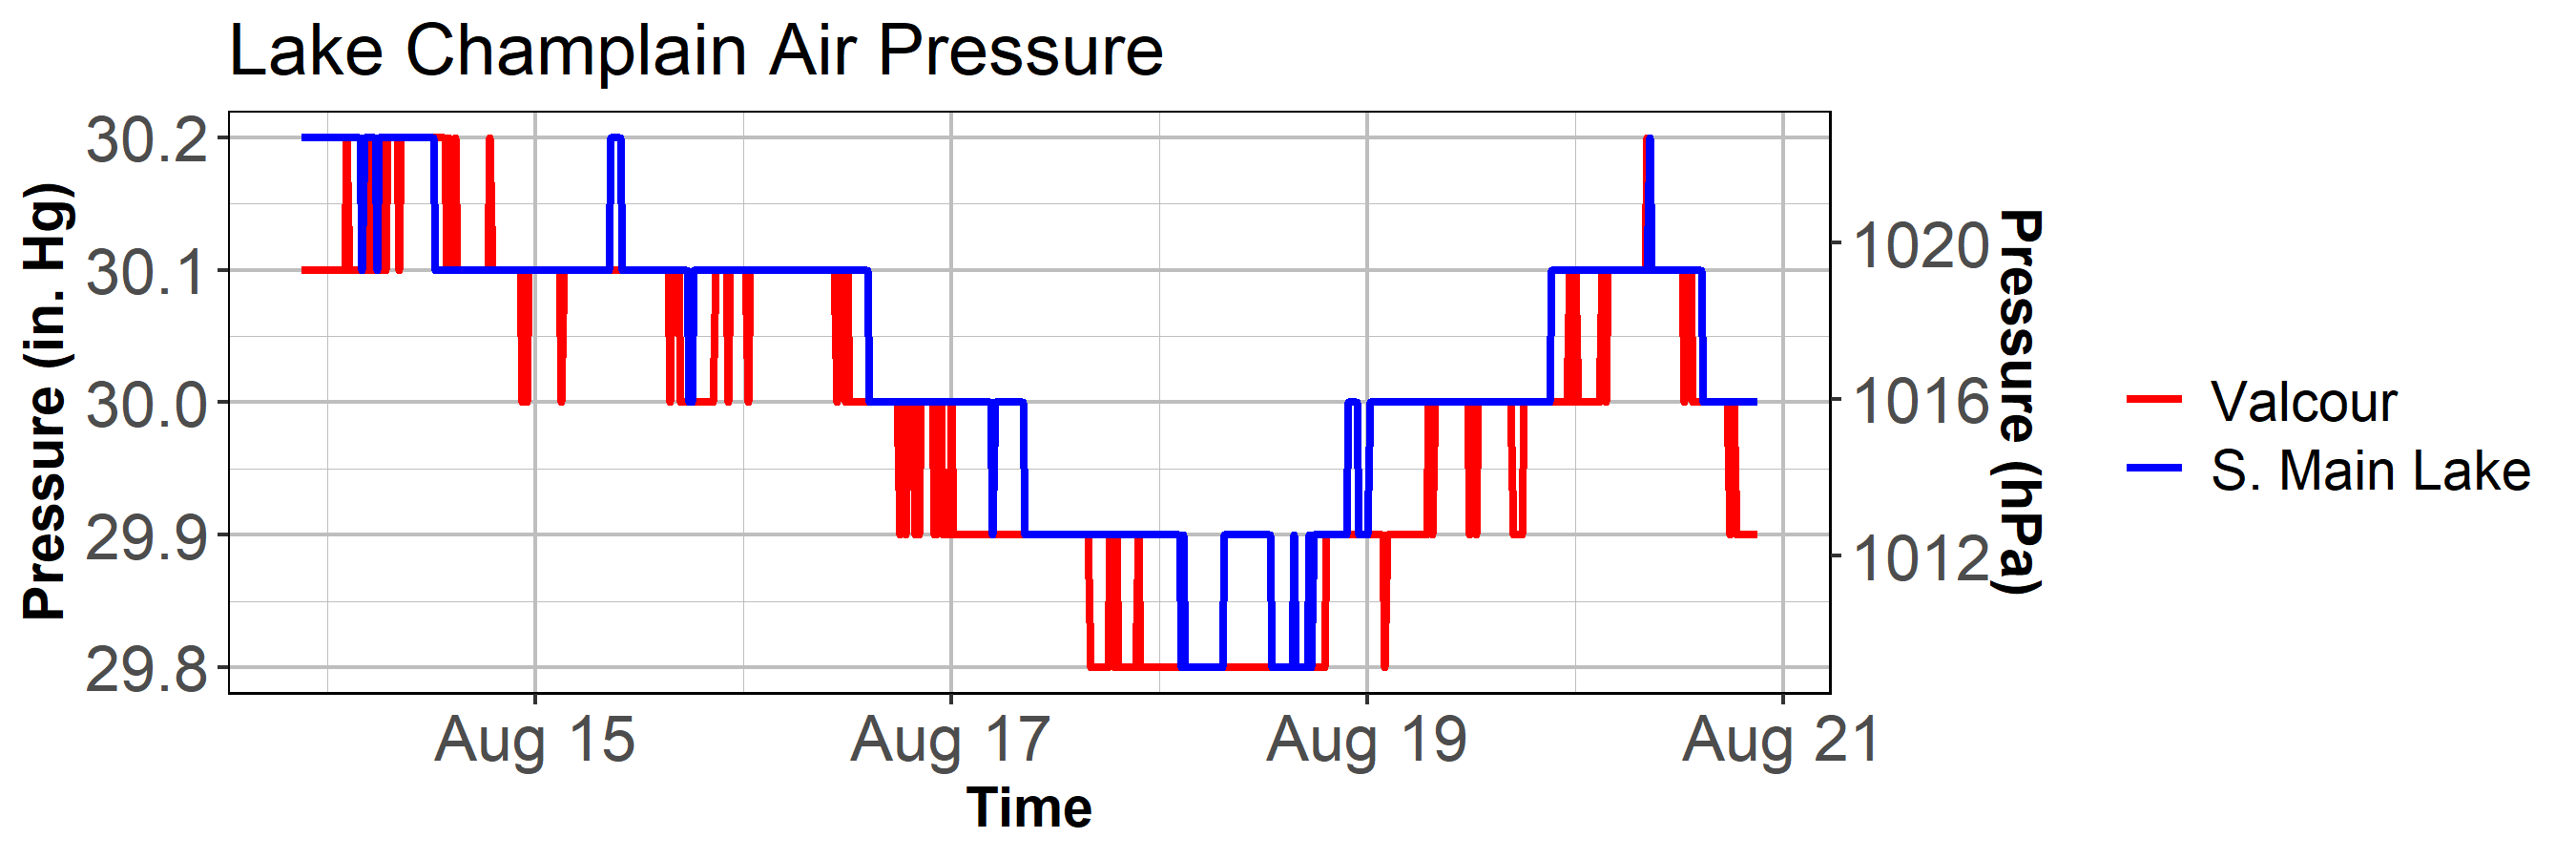 Lake Champlain Air Pressure
Pressure (in. Hg)
30.2
30.1
30.0
29.9
29.8
1020
1016
1012
Pressure (hPa)
Valcour
S. Main Lake
Aug 15
Aug 17
Aug 19
Aug 21
Time